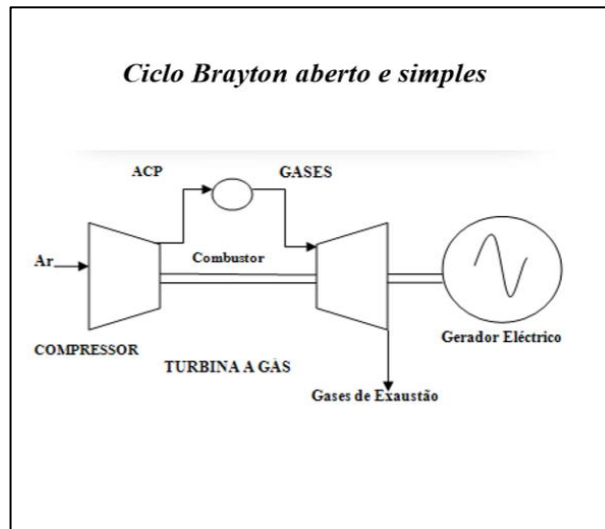 Ciclo Brayton aberto e simples
ACP
GASES
Ar
Combustor
COMPRESSOR
TURBINA A GÁS
Gerador Eléctrico
Gases de Exaustão